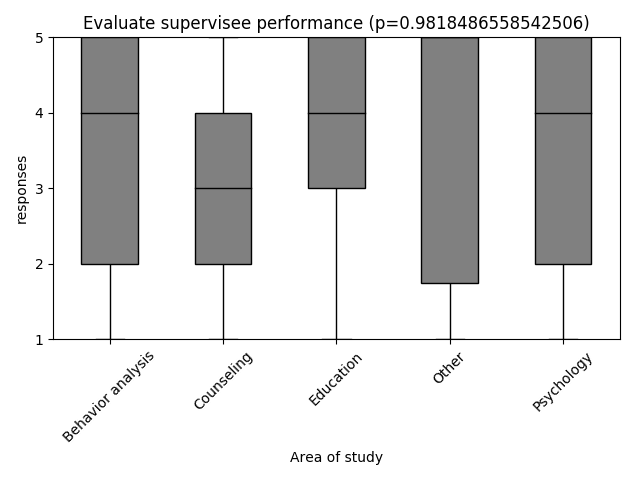 Evaluate supervisee performance (p=0.9818486558542506)
responses
5
4
3
2
1
Behavior analysis
Counseling
Education
Other
Psychology
Area of study